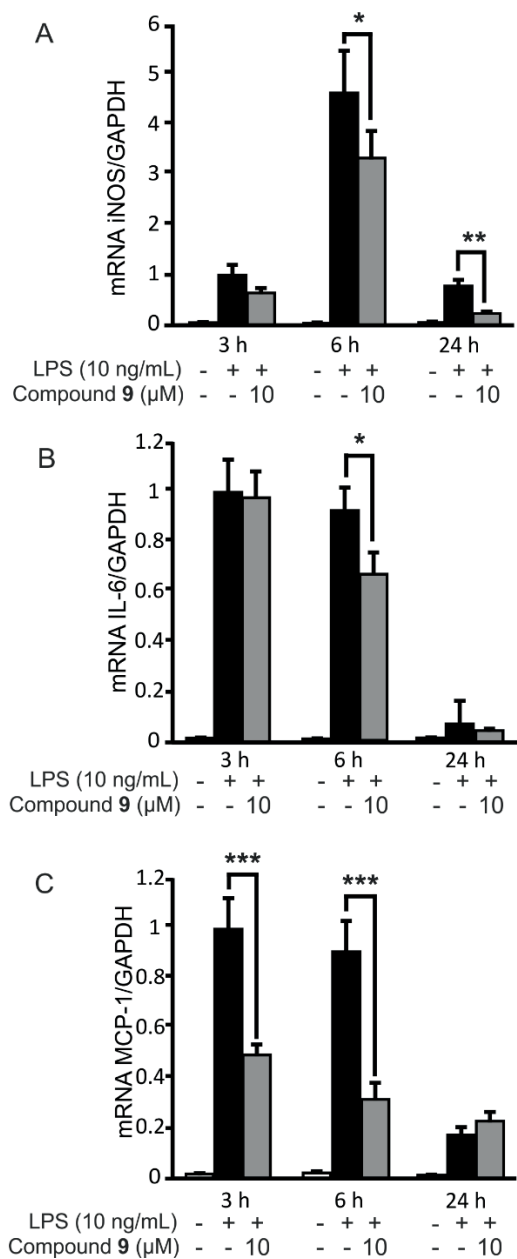 A
mRNA iNOS/GAPDH
6
5
4
3
2
1
0
*
**
3 h 6 h 24 h
LPS (10 ng/mL) - + + - + + - + +
Compound 9 (µM) - - 10 - - 10 - - 10
B
mRNA IL-6/GAPDH
1.2
1
0.8
0.6
0.4
0.2
0
*
3 h 6 h 24 h
LPS (10 ng/mL) - + + - + + - + +
Compound 9 (µM) - - 10 - - 10 - - 10
C
mRNA MCP-1/GAPDH
1.2
1
0.8
0.6
0.4
0.2
0
***
***
3 h 6 h 24 h
LPS (10 ng/mL) - + + - + + - + +
Compound 9 (µM) - - 10 - - 10 - - 10